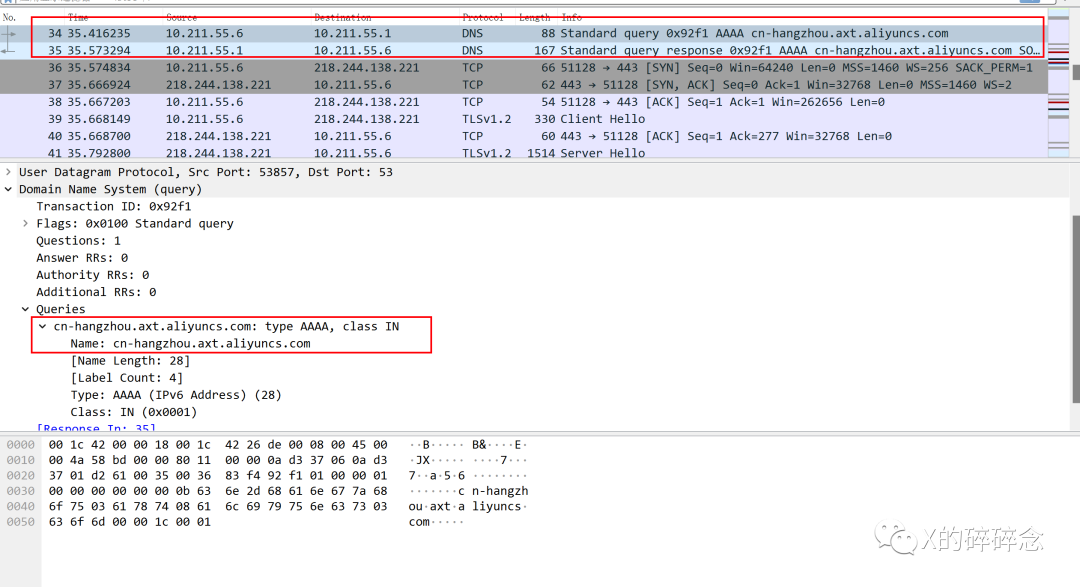 No. Time Source Destination Protocol Length Info
34 35.416235 10.211.55.6 10.211.55.1 DNS 88 Standard query 0x92f1 AAAA cn-hangzhou.axt.aliyuncs.com
35 35.573294 10.211.55.1 10.211.55.6 DNS 167 Standard query response 0x92f1 AAAA cn-hangzhou.axt.aliyuncs.com SO…
36 35.574834 10.211.55.6 218.244.138.221 TCP 66 51128 → 443 [SYN] Seq=0 Win=64240 Len=0 MSS=1460 WS=256 SACK_PERM=1
37 35.666924 218.244.138.221 10.211.55.6 TCP 62 443 → 51128 [SYN, ACK] Seq=0 Ack=1 Win=32768 Len=0 MSS=1460 WS=2
38 35.667203 10.211.55.6 218.244.138.221 TCP 54 51128 → 443 [ACK] Seq=1 Ack=1 Win=262656 Len=0
39 35.668149 10.211.55.6 218.244.138.221 TLSv1.2 330 Client Hello
40 35.668700 218.244.138.221 10.211.55.6 TCP 60 443 → 51128 [ACK] Seq=1 Ack=277 Win=32768 Len=0
41 35.792800 218.244.138.221 10.211.55.6 TLSv1.2 1514 Server Hello
User Datagram Protocol, Src Port: 53857, Dst Port: 53
Domain Name System (query)
Transaction ID: 0x92f1
Flags: 0x0100 Standard query
Questions: 1
Answer RRs: 0
Authority RRs: 0
Additional RRs: 0
Queries
cn-hangzhou.axt.aliyuncs.com: type AAAA, class IN
Name: cn-hangzhou.axt.aliyuncs.com
[Name Length: 28]
[Label Count: 4]
Type: AAAA (IPv6 Address) (28)
Class: IN (0x0001)
[Response In: 35]
0000 00 1c 42 00 00 18 00 1c 42 26 de 00 08 00 45 00 ··B····· B&····E·
0010 00 4a 58 bd 00 00 80 11 00 00 0a d3 37 06 0a d3 ·JX····· ····7···
0020 37 01 d2 61 00 35 00 36 83 f4 92 f1 01 00 00 01 7··a·5·6 ········
0030 00 00 00 00 00 00 0b 63 6e 2d 68 61 6e 67 7a 68 ·······c n-hangzh
0040 6f 75 03 61 78 74 08 61 6c 69 79 75 6e 63 73 03 ou·axt·a liyuncs·
0050 63 6f 6d 00 00 1c 00 01 com·····
X的碎碎念